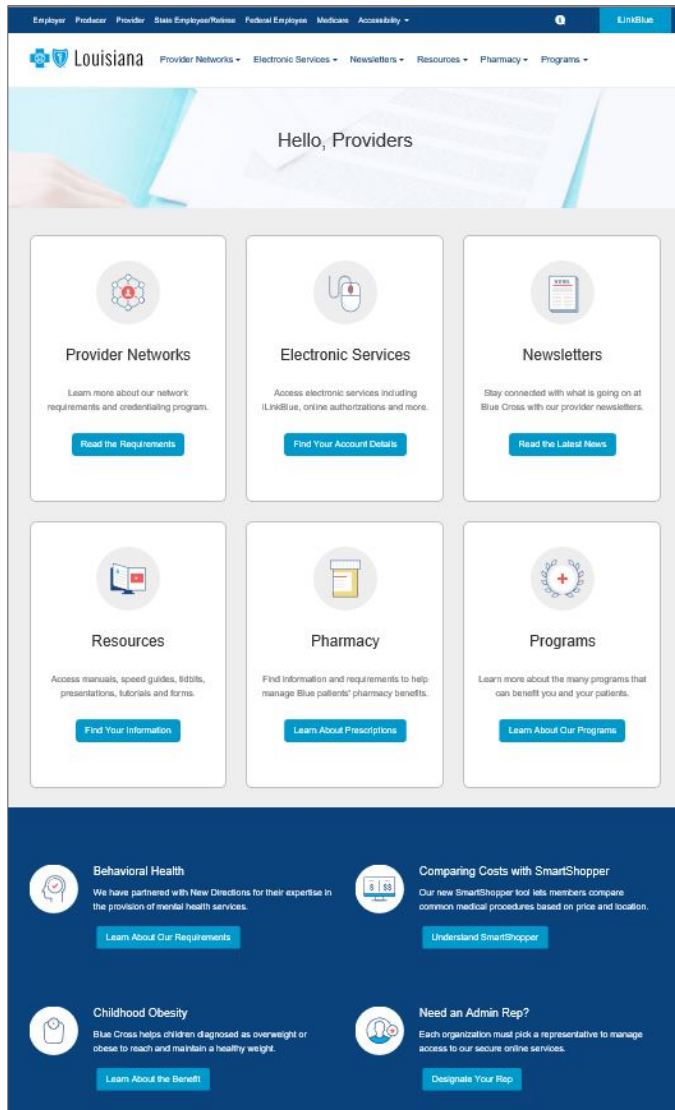 Employer Producer Provider State Employee/Retiree Federal Employee Medicare Accessibility
iLinkBlue
Louisiana Provider Networks Electronic Services Newsletters Resources Pharmacy Programs
Hello, Providers
Provider Networks
Learn more about our network
requirements and credentialing program.
Read the Requirements
Electronic Services
Access electronic services including
iLinkBlue, online authorizations and more.
Find Your Account Details
NEWS
Newsletters
Stay connected with what is going on at
Blue Cross with our provider newsletters.
Read the Latest News
Resources
Access manuals, speed guides, tidbits,
presentations, tutorials and forms.
Find Your Information
Pharmacy
Find information and requirements to help
manage Blue patients' pharmacy benefits.
Learn About Prescriptions
Programs
Learn more about the many programs that
can benefit you and your patients.
Learn About Our Programs
Behavioral Health
We have partnered with New Directions for their expertise in
the provision of mental health services.
Learn About Our Requirements
$ $$
Comparing Costs with SmartShopper
Our new SmartShopper tool lets members compare
common medical procedures based on price and location.
Understand SmartShopper
Childhood Obesity
Blue Cross helps children diagnosed as overweight or
obese to reach and maintain a healthy weight.
Learn About the Benefit
Need an Admin Rep?
Each organization must pick a representative to manage
access to our secure online services.
Designate Your Rep